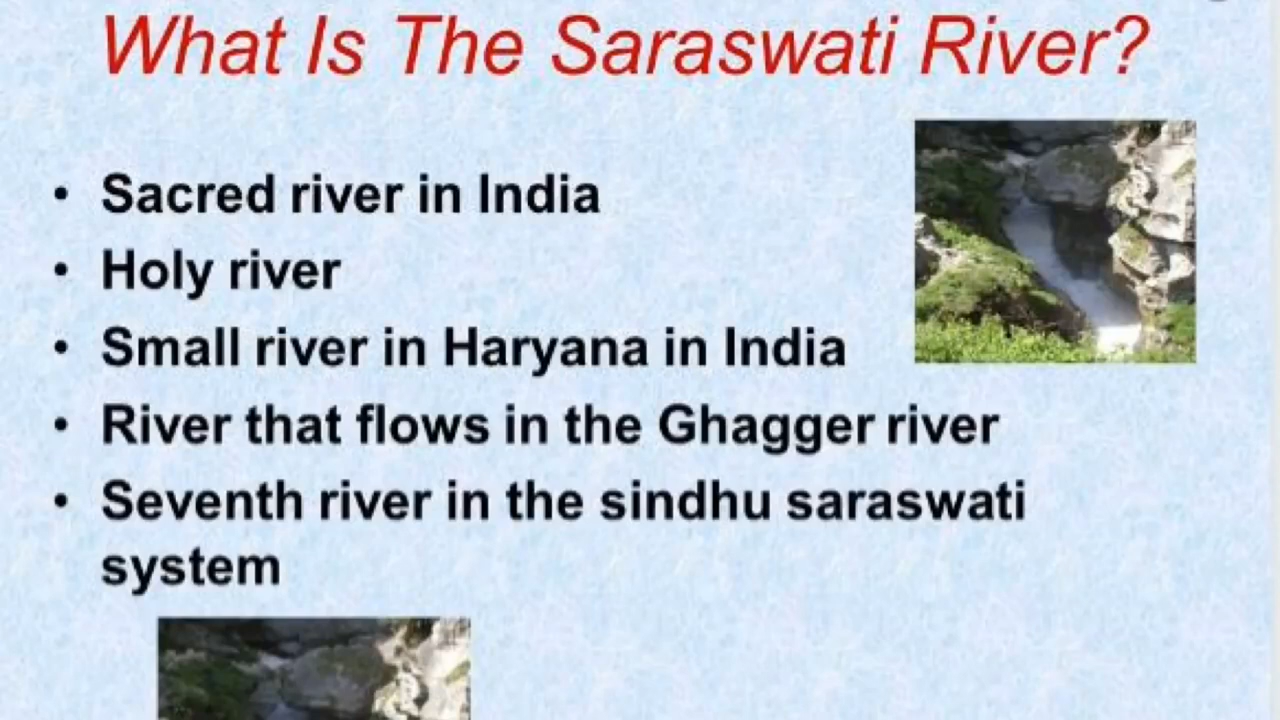 What Is The Saraswati River?
• Sacred river in India
• Holy river
• Small river in Haryana in India
• River that flows in the Ghagger river
• Seventh river in the sindhu saraswati
system